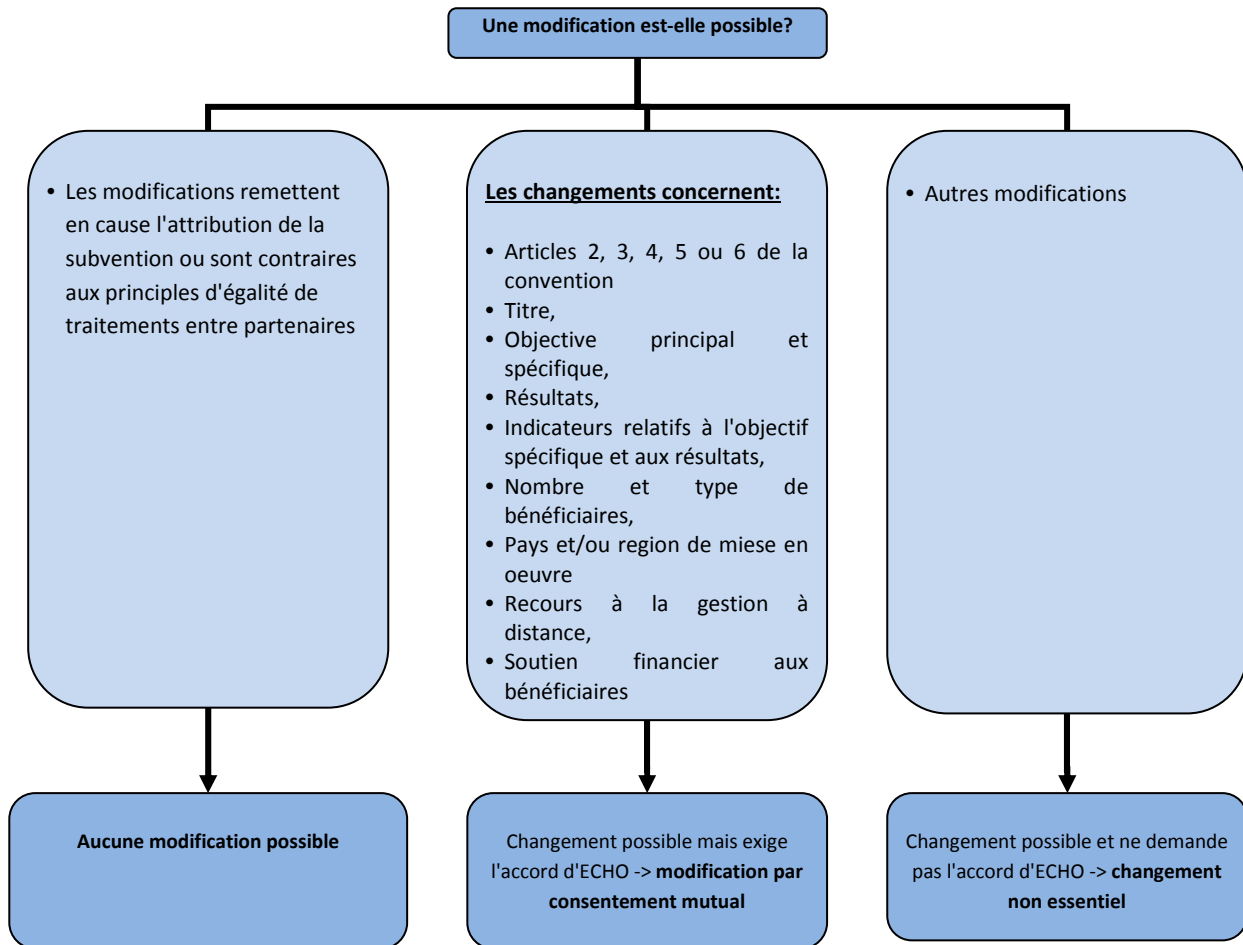 Une modification est-elle possible?
• Les modifications remettent
en cause l'attribution de la
subvention ou sont contraires
aux principles d'égalité de
traitements entre partenaires
Les changements concernent:
• Articles 2, 3, 4, 5 ou 6 de la
convention
• Titre,
• Objective principal et
spécifique,
• Résultats,
• Indicateurs relatifs à l'objectif
spécifique et aux résultats,
• Nombre et type de
bénéficiaires,
• Pays et/ou region de miese en
oeuvre
• Recours à la gestion à
distance,
• Soutien financier aux
bénéficiaires
• Autres modifications
Aucune modification possible
Changement possible mais exige
l'accord d'ECHO -> modification par
consentement mutual
Changement possible et ne demande
pas l'accord d'ECHO -> changement
non essentiel